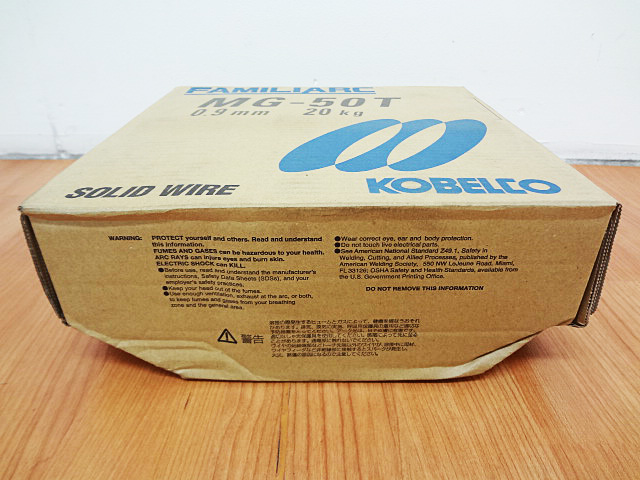 FAMILIARC
MG-50T
0.9mm 20 kg
SOLID WIRE
KOBELCO
WARNING: PROTECT yourself and others. Read and understand
this information.
FUMES AND GASES can be hazardous to your health.
ARC RAYS can injure eyes and burn skin.
ELECTRIC SHOCK can KILL.
●Before use, read and understand the manufacturer's
instructions, Safety Data Sheets (SDSs), and your
employer's safety practices.
●Keep your head out of the fumes.
●Use enough ventilation, exhaust at the arc, or both,
to keep fumes and gases from your breathing
zone and the general area.
●Wear correct eye, ear and body protection.
●Do not touch live electrical parts.
●See American National Standard Z49.1, Safety in
Welding, Cutting, and Allied Processes, published by the
American Welding Society, 550 NW LeJeune Road, Miami,
FL 33126; OSHA Safety and Health Standards, available from
the U.S. Government Printing Office.
DO NOT REMOVE THIS INFORMATION
警告